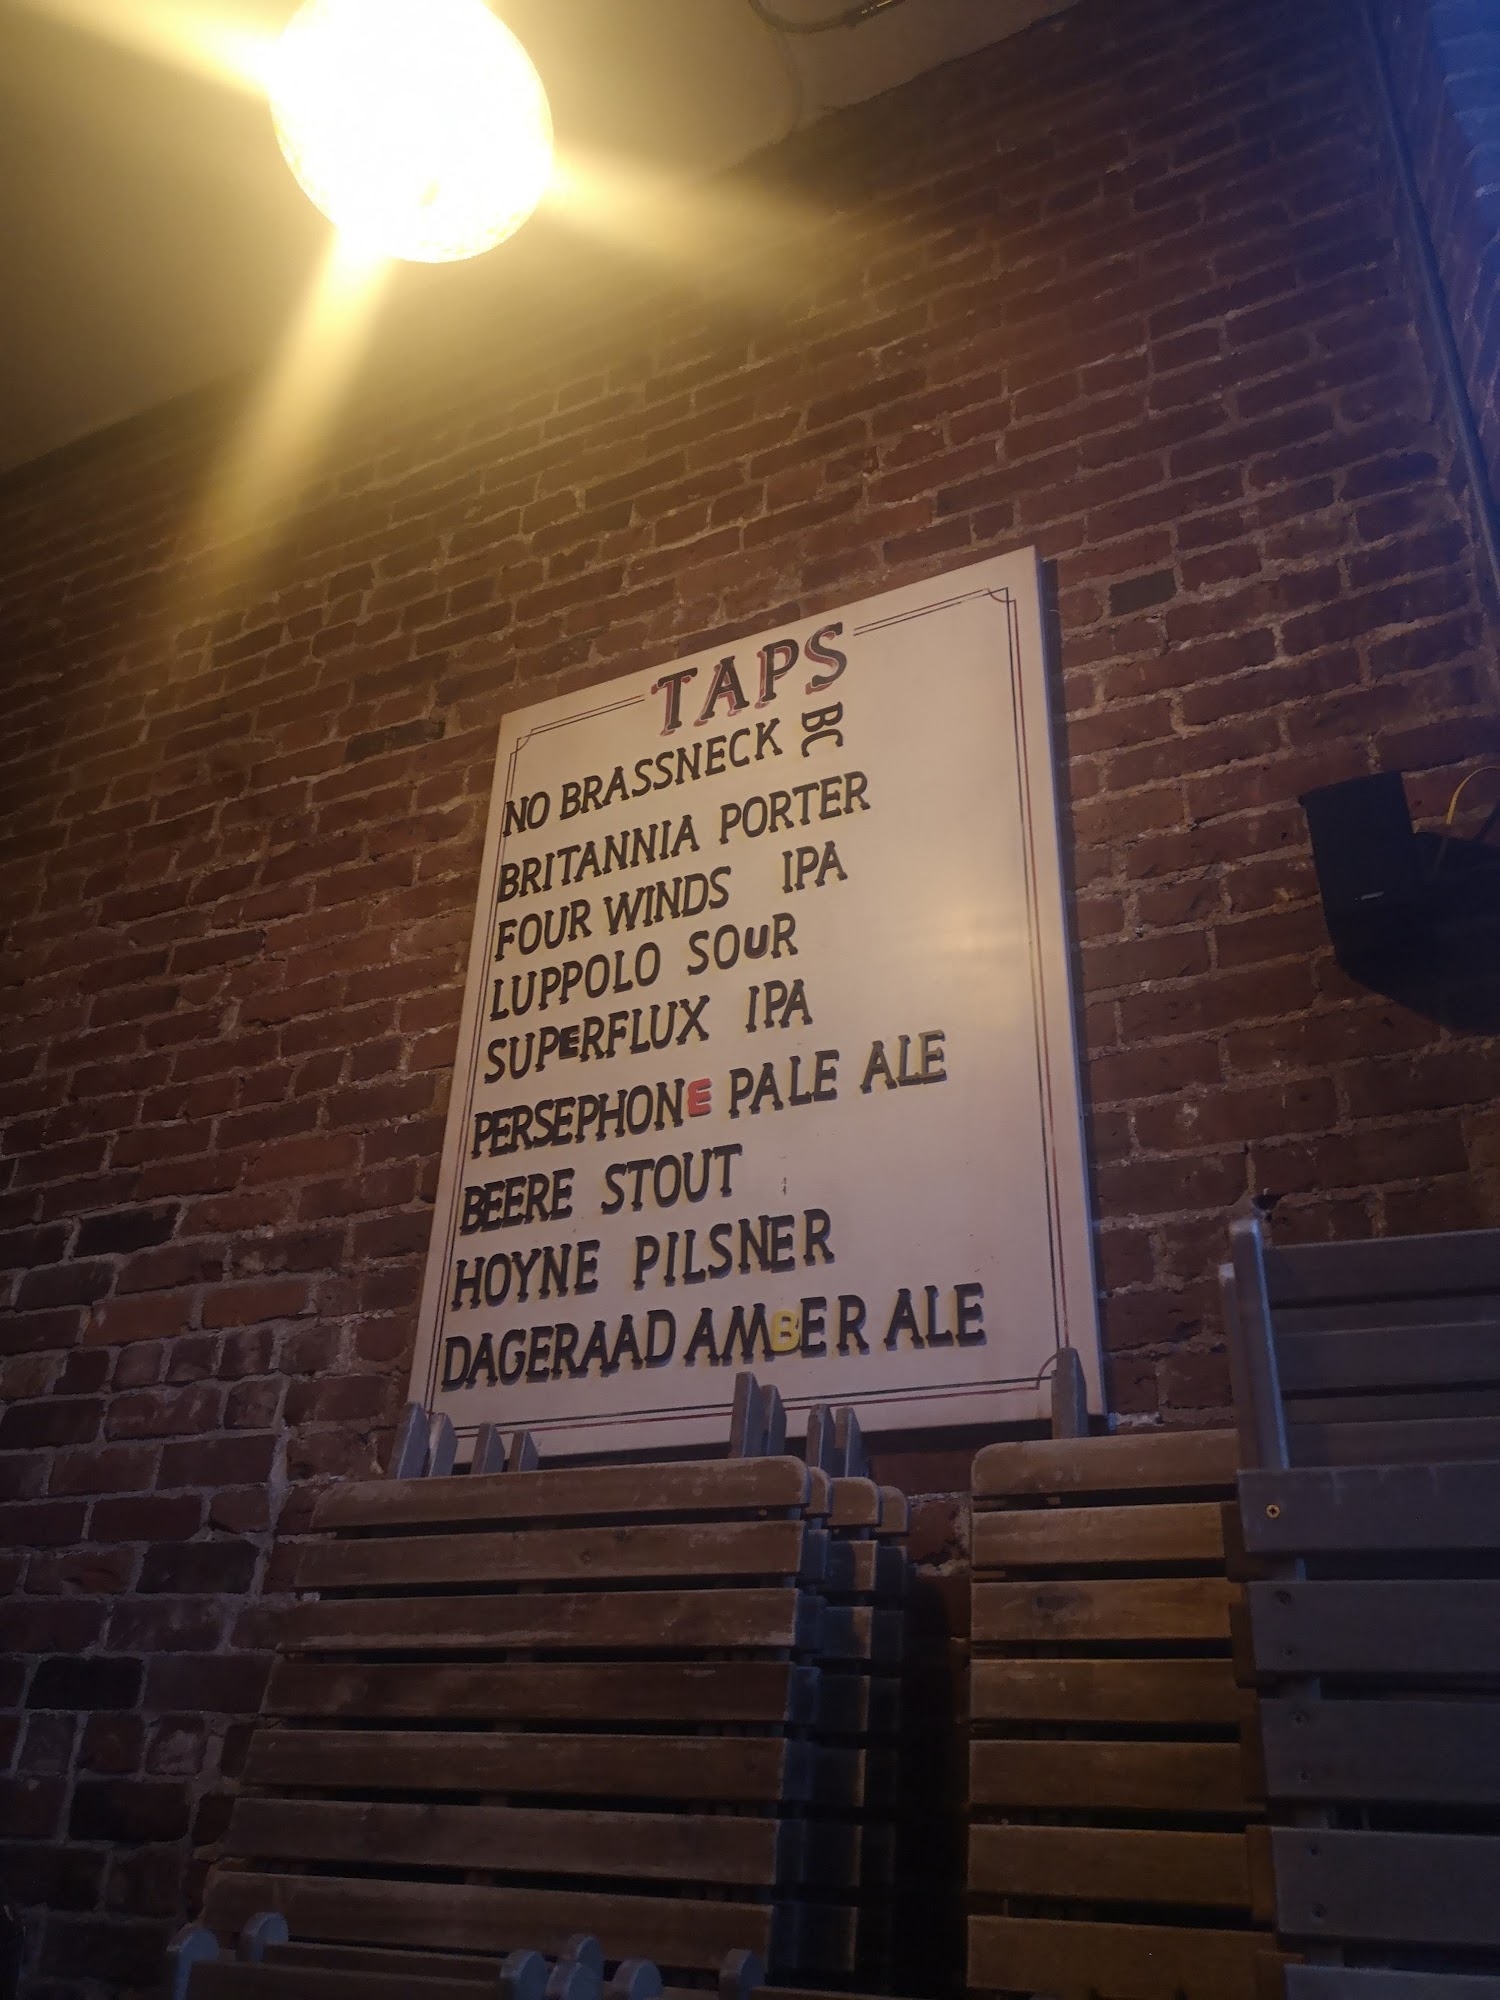 TAPS
NO BRASSNECK BC
BRITANNIA PORTER
FOUR WINDS IPA
LUPPOLO SOUR
SUPERFLUX IPA
PERSEPHONE PALE ALE
BEERE STOUT
HOYNE PILSNER
DAGERAAD AMBER ALE